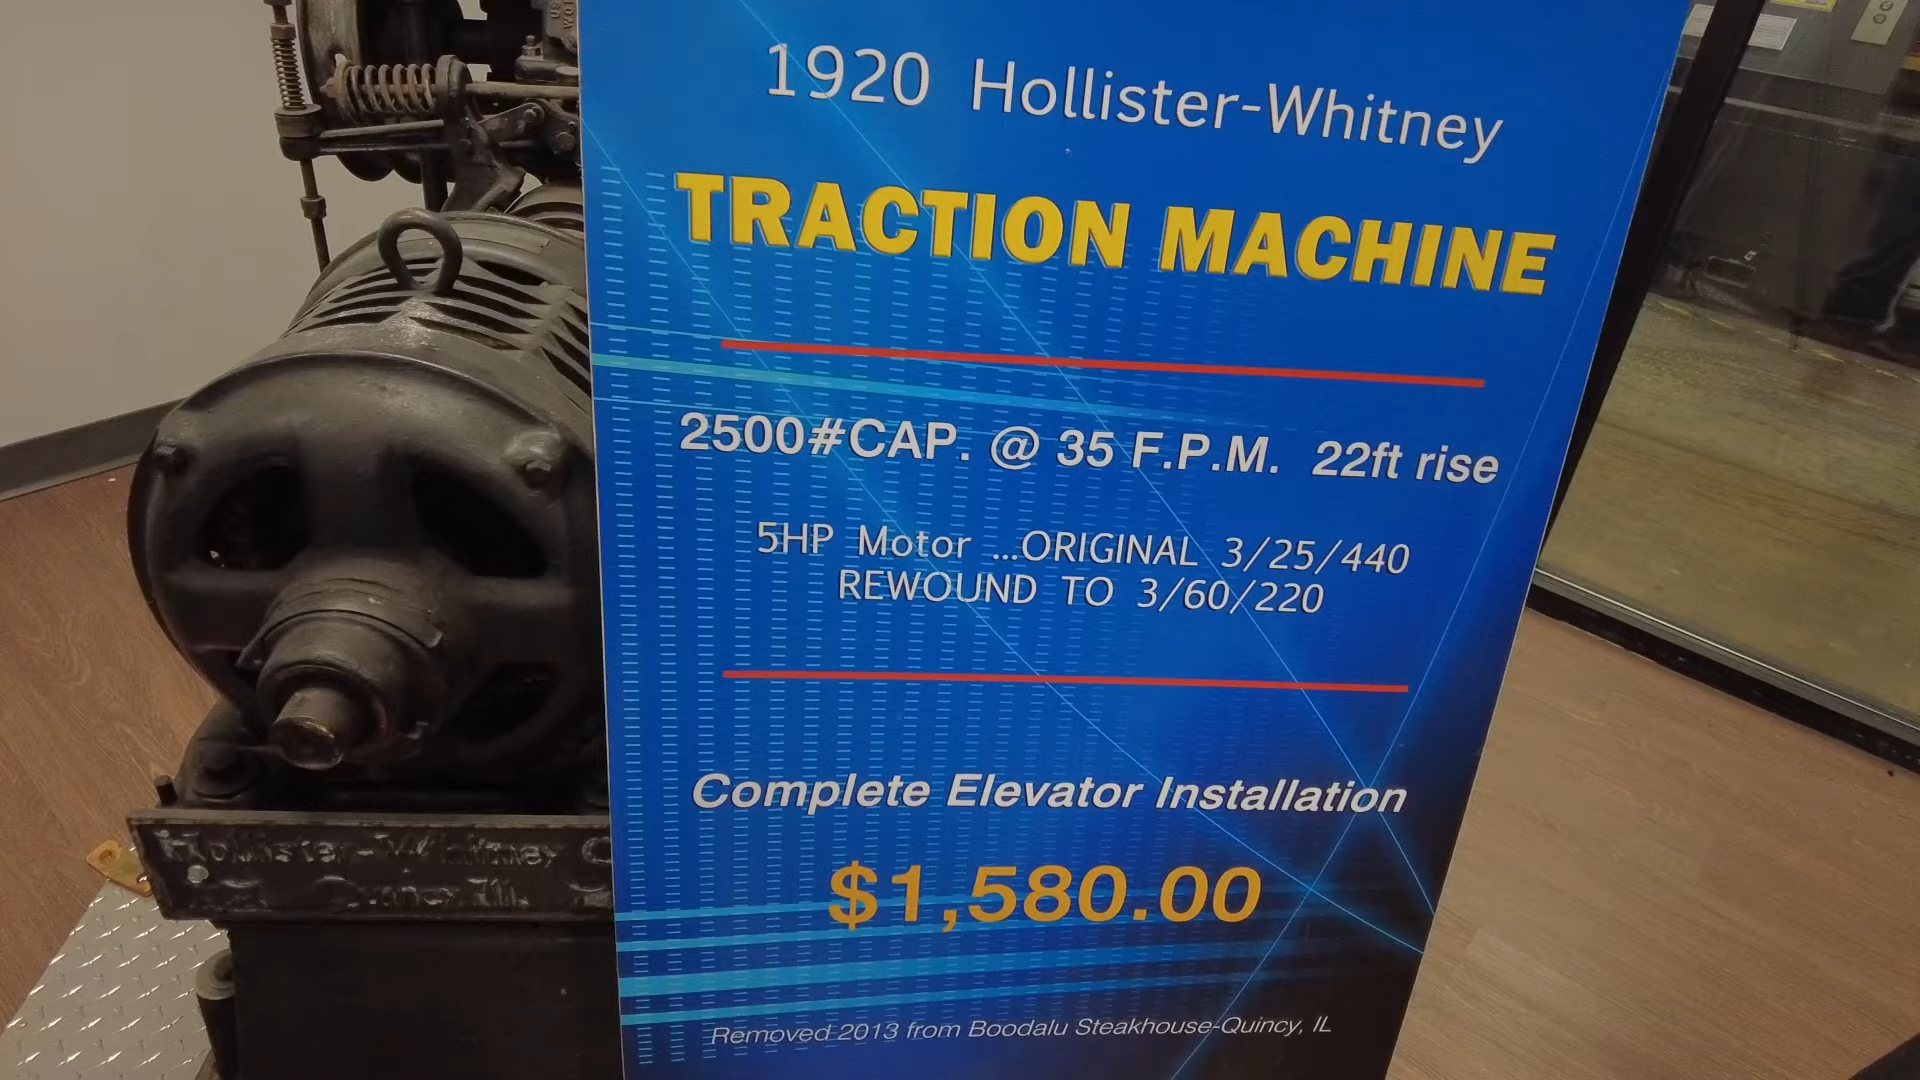 1920 Hollister-Whitney
TRACTION MACHINE
2500#CAP. @ 35 F.P.M. 22ft rise
5HP Motor ...ORIGINAL 3/25/440
REWOUND TO 3/60/220
Complete Elevator Installation
$1,580.00
Removed 2013 from Boodalu Steakhouse-Quincy, IL
Hollister-Whitney C
Quincy Ill.